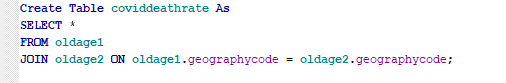 Create Table coviddeathrate As
SELECT *
FROM oldage1
JOIN oldage2 ON oldage1.geographycode = oldage2.geographycode;